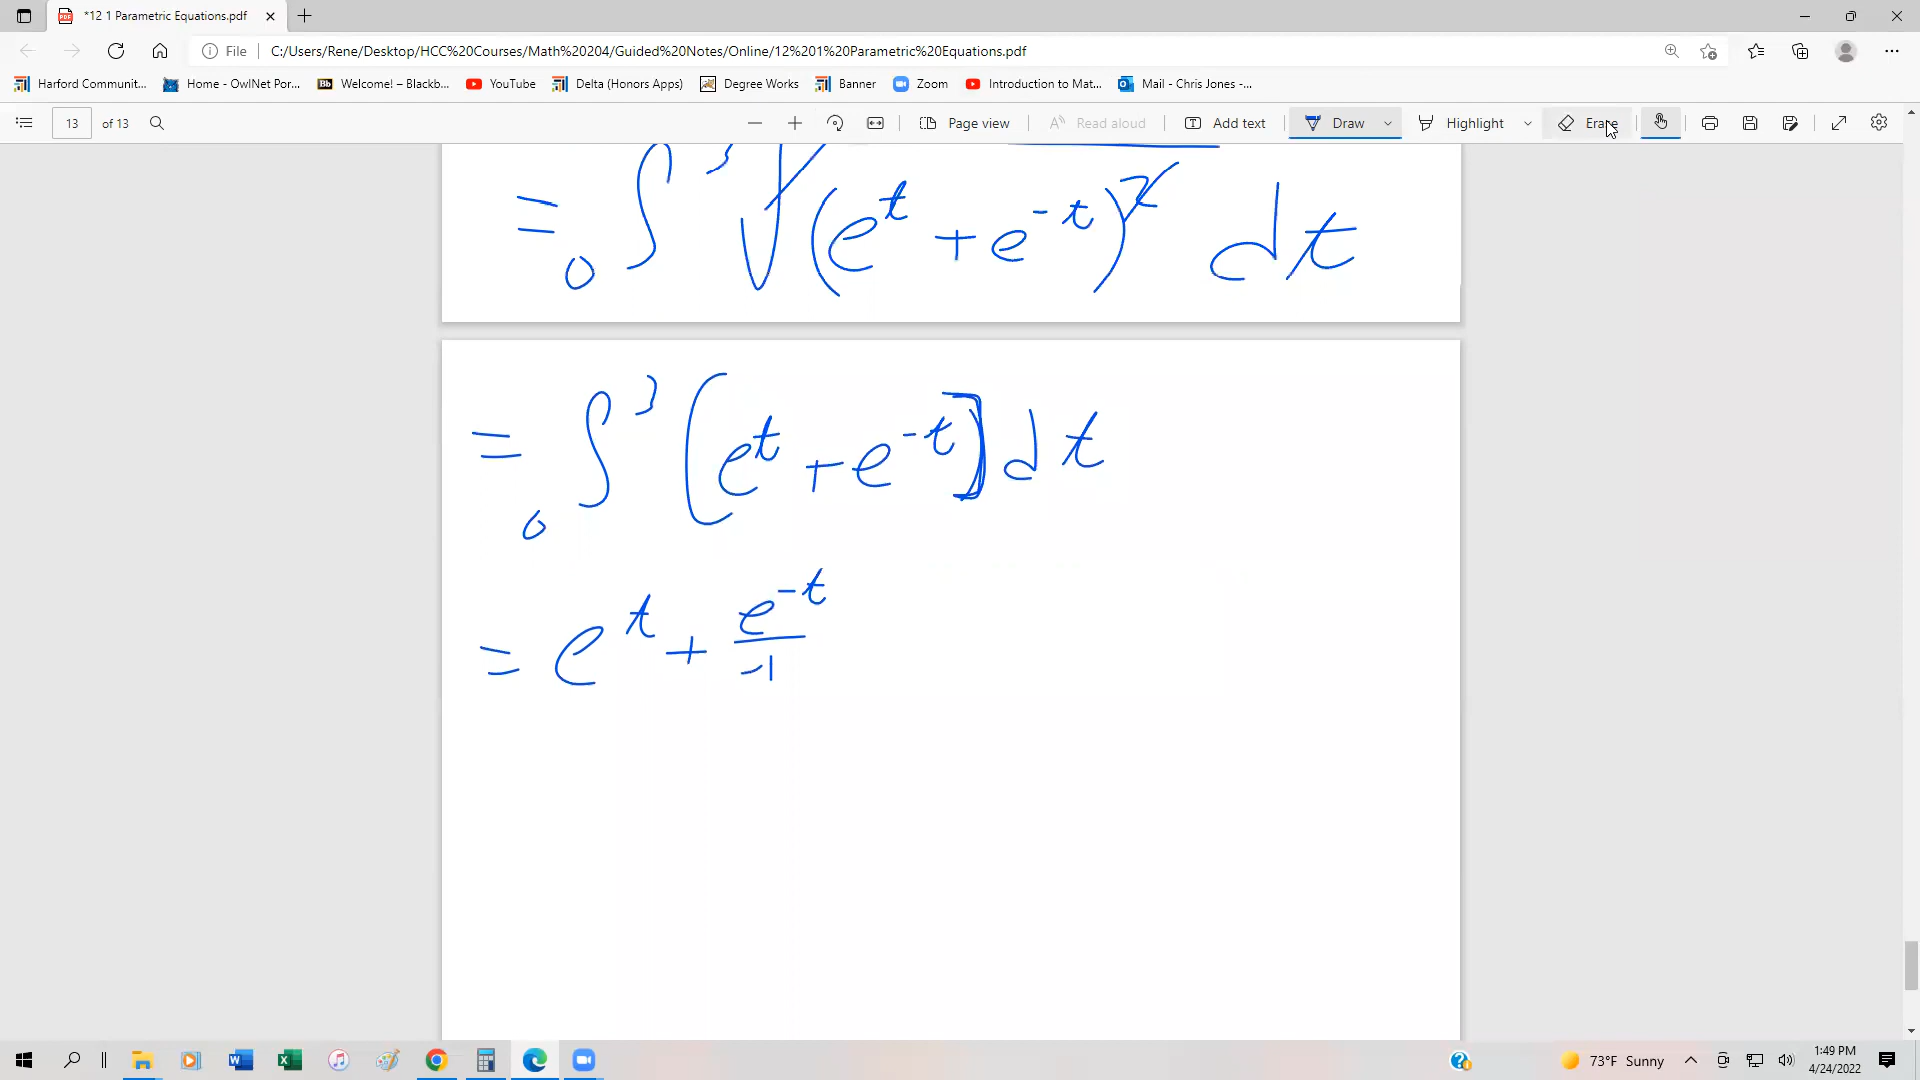 *12 1 Parametric Equations.pdf
File C:/Users/Rene/Desktop/HCC%20Courses/Math%20204/Guided%20Notes/Online/12%201%20Parametric%20Equations.pdf
Harford Communit... Home - OwlNet Por... Bb Welcome! – Blackb... YouTube Delta (Honors Apps) Degree Works Banner Zoom Introduction to Mat... Mail - Chris Jones -...
13 of 13 Page view Read aloud Add text Draw Highlight Erase
= ∫₀³ √(e^t + e^-t)² dt
= ∫₀³ (e^t + e^-t] dt
= e^t + e^-t/-1
73°F Sunny 1:49 PM
4/24/2022